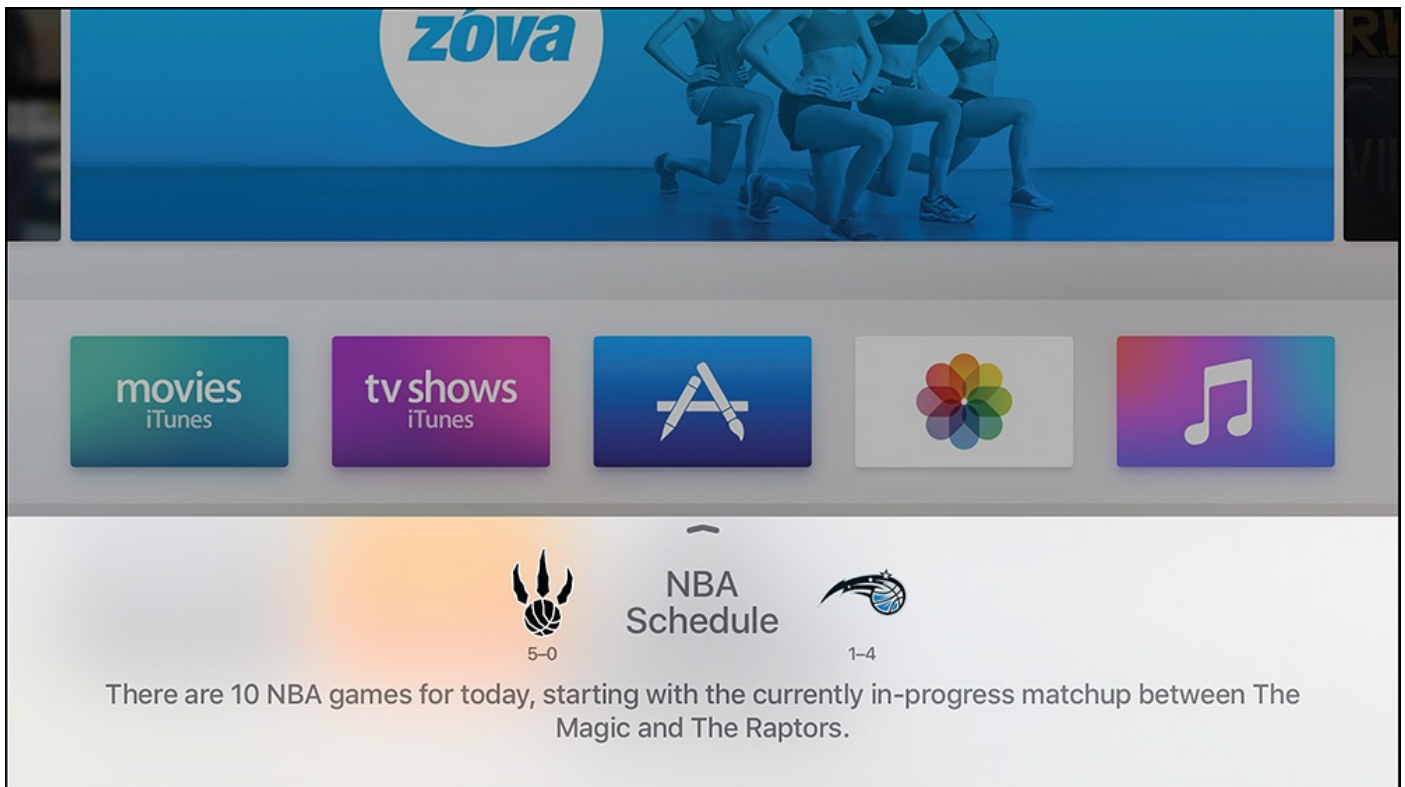 zova
movies
iTunes
tv shows
iTunes
NBA
Schedule
5–0
1–4
There are 10 NBA games for today, starting with the currently in-progress matchup between The
Magic and The Raptors.